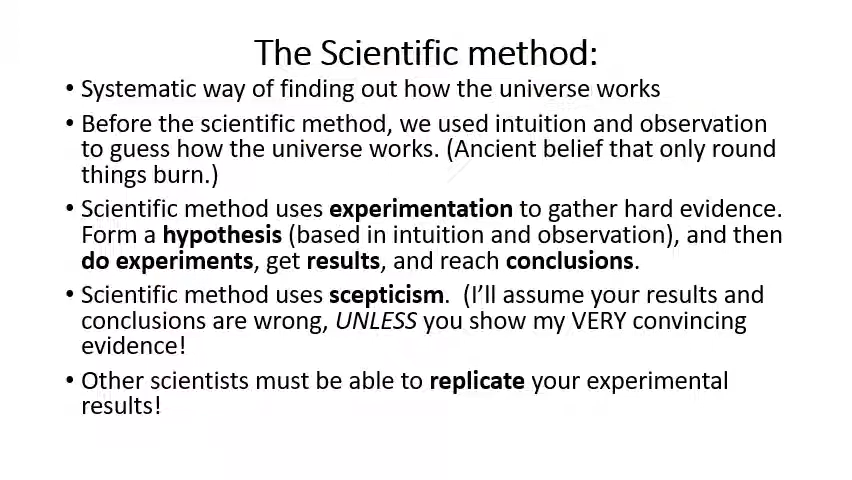 The Scientific method:
• Systematic way of finding out how the universe works
• Before the scientific method, we used intuition and observation
to guess how the universe works. (Ancient belief that only round
things burn.)
• Scientific method uses experimentation to gather hard evidence.
Form a hypothesis (based in intuition and observation), and then
do experiments, get results, and reach conclusions.
• Scientific method uses scepticism.  (I’ll assume your results and
conclusions are wrong, UNLESS you show my VERY convincing
evidence!
• Other scientists must be able to replicate your experimental
results!